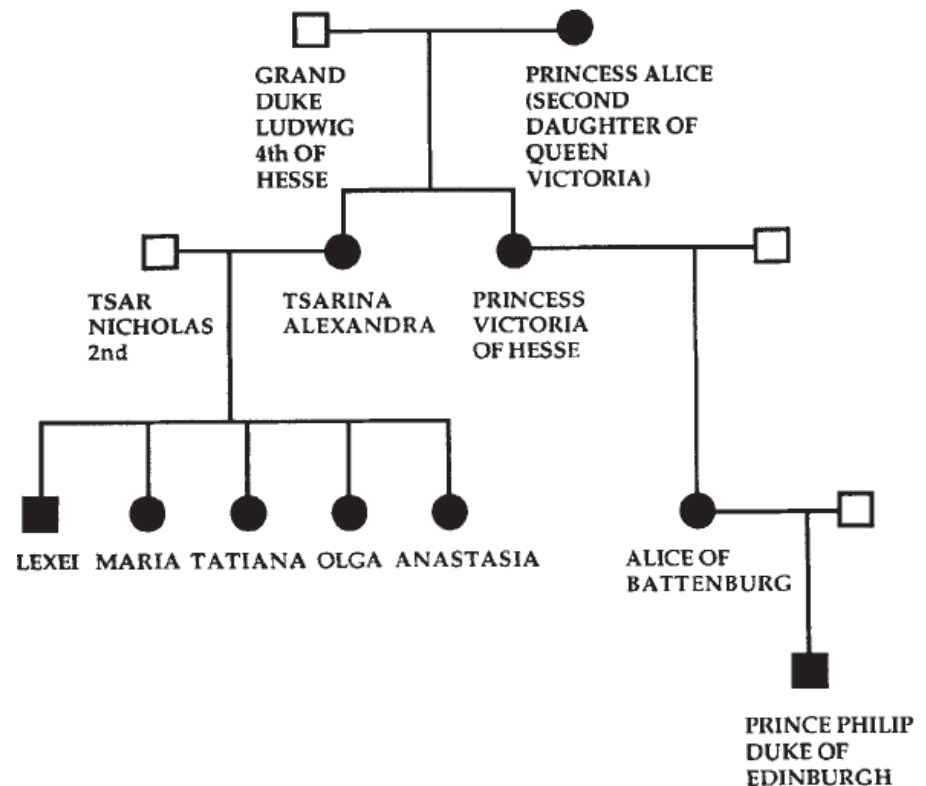 GRAND
DUKE
LUDWIG
4th OF
HESSE
PRINCESS ALICE
(SECOND
DAUGHTER OF
QUEEN
VICTORIA)
TSAR
NICHOLAS
2nd
TSARINA
ALEXANDRA
PRINCESS
VICTORIA
OF HESSE
LEXEI MARIA TATIANA OLGA ANASTASIA
ALICE OF
BATTENBURG
PRINCE PHILIP
DUKE OF
EDINBURGH